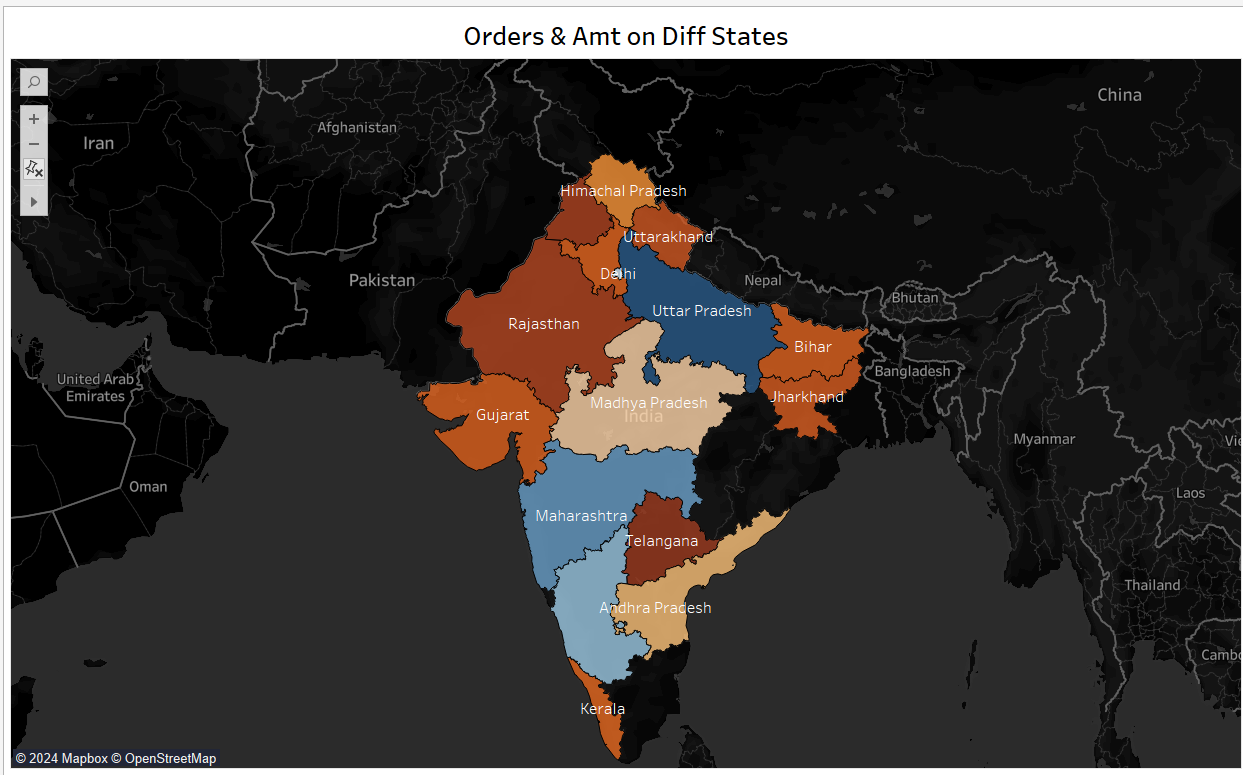 Orders & Amt on Diff States
China
Afghanistan
Iran
Himachal Pradesh
Uttarakhand
Delhi
Pakistan
Nepal
Bhutan
Uttar Pradesh
Rajasthan
Bihar
Bangladesh
United Arab
Emirates
Jharkhand
Madhya Pradesh
India
Gujarat
Myanmar
Vie
Oman
Laos
Maharashtra
Telangana
Thailand
Andhra Pradesh
Cambo
Kerala
© 2024 Mapbox © OpenStreetMap